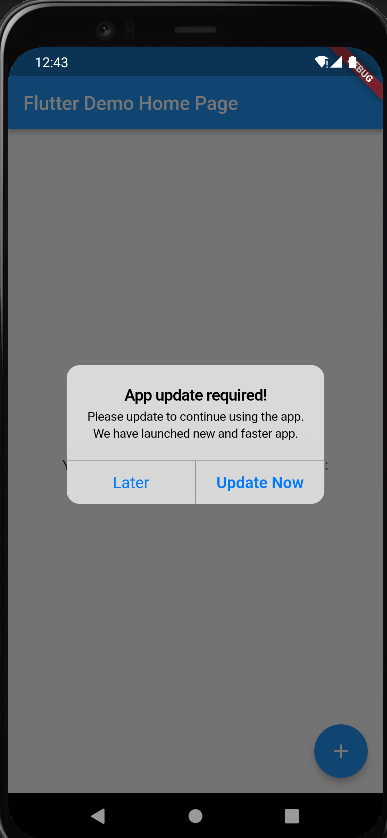 12:43
DEBUG
Flutter Demo Home Page
App update required!
Please update to continue using the app.
We have launched new and faster app.
Later
Update Now